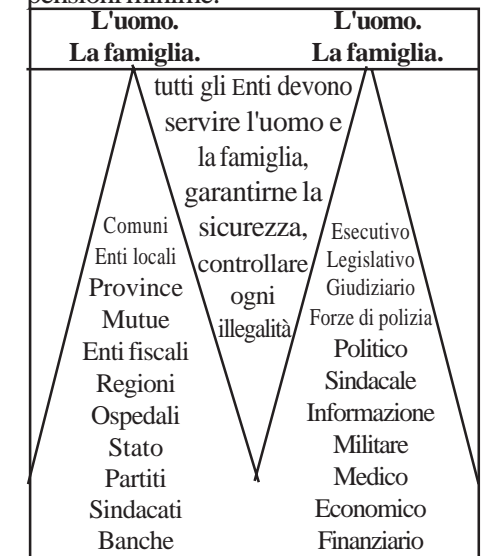 pensioni minime.
L'uomo.
La famiglia.
L'uomo.
La famiglia.
tutti gli Enti devono
servire l'uomo e
la famiglia,
garantirne la
sicurezza,
controllare
ogni
illegalità
Comuni
Enti locali
Province
Mutue
Enti fiscali
Regioni
Ospedali
Stato
Partiti
Sindacati
Banche
Esecutivo
Legislativo
Giudiziario
Forze di polizia
Politico
Sindacale
Informazione
Militare
Medico
Economico
Finanziario